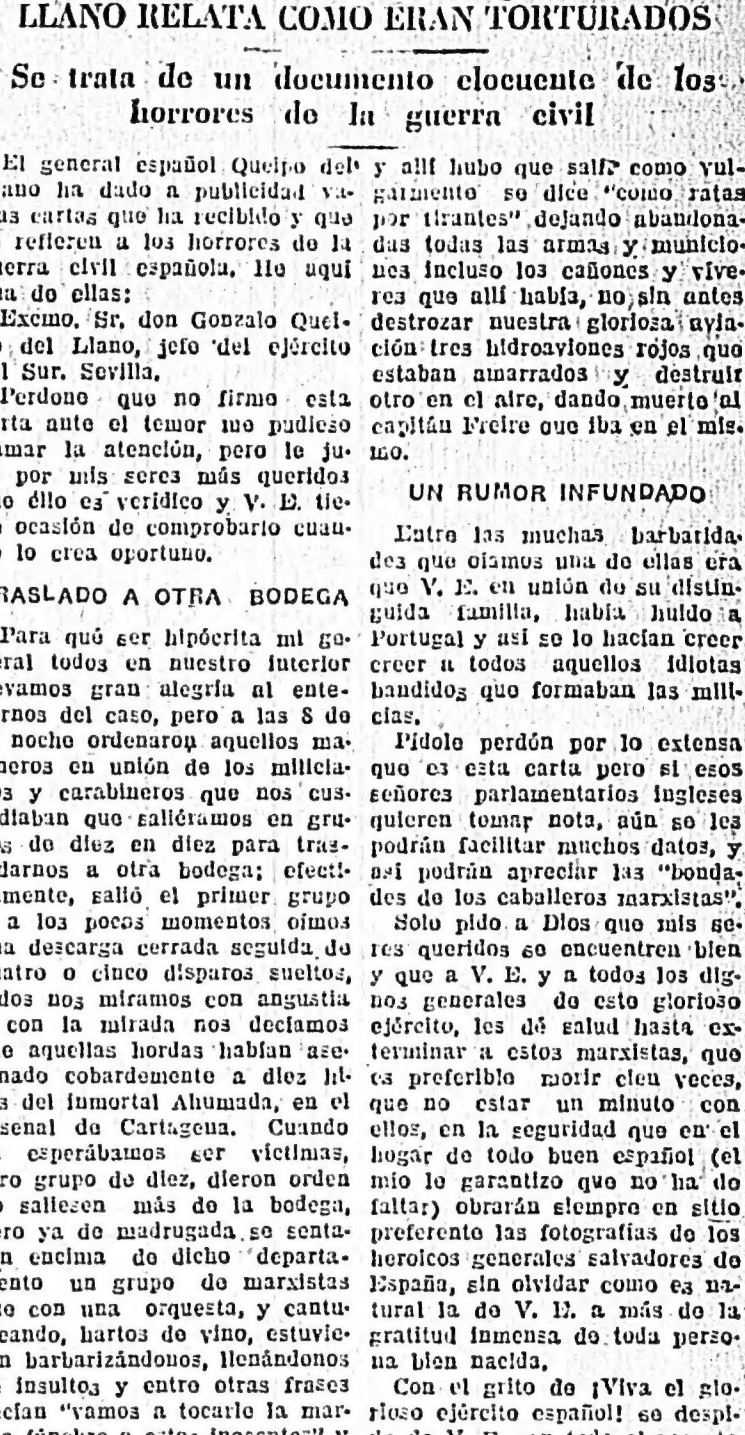 LLANO RELATA COMO ERAN TORTURADOS
Se trata de un documento elocuente de los
horrores de la guerra civil
El general español Queipo del
ano ha dado a publicidad va-
as cartas que ha recibido y que
refieren a los horrores de la
erra civil española. He aquí
a de ellas:
Excmo. Sr. don Gonzalo Quei-
del Llano, jefe del ejército
l Sur. Sevilla.
Perdone que no firme esta
rta ante el temor me pudiese
amar la atención, pero le ju-
por mis seres más queridos
o éllo es verídico y V. E. tie-
ocasión de comprobarlo cuan-
lo crea oportuno.
RASLADO A OTRA BODEGA
Para qué ser hipócrita mi ge-
eral todos en nuestro interior
evamos gran alegría al ente-
rnos del caso, pero a las 8 de
noche ordenaron aquellos ma-
neros en unión de los milicia-
s y carabineros que nos cus-
diaban que saliéramos en gru-
s de diez en diez para tras-
darnos a otra bodega; efecti-
amente, salió el primer grupo
a los pocos momentos oímos
na descarga cerrada seguida de
atro o cinco disparos sueltos,
dos nos miramos con angustia
con la mirada nos decíamos
e aquellas hordas habían ase-
nado cobardemente a diez hi-
s del inmortal Ahumada, en el
senal de Cartagena. Cuando
esperábamos ser víctimas,
ro grupo de diez, dieron orden
o saliesen más de la bodega,
ero ya de madrugada se senta-
n encima de dicho departa-
ento un grupo de marxistas
e con una orquesta, y cantu-
eando, hartos de vino, estuvie-
n barbarizándonos, llenándonos
insultos y entre otras frases
cían "vamos a tocarle la mar-
y allí hubo que salir como vul-
garmente se dice "como ratas
por tirantes" dejando abandona-
das todas las armas y municio-
nes incluso los cañones y víve-
res que allí había, no sin antes
destrozar nuestra gloriosa avia-
ción tres hidroaviones rojos que
estaban amarrados y destruir
otro en el aire, dando muerte al
capitán Freire que iba en el mis-
mo.
UN RUMOR INFUNDADO
Entre las muchas barbarida-
des que oíamos una de ellas era
que V. E. en unión de su distin-
guida familia, había huído a
Portugal y así se lo hacían creer
creer a todos aquellos idiotas
bandidos que formaban las mili-
cias.
Pídole perdón por lo extensa
que es esta carta pero si esos
señores parlamentarios ingleses
quieren tomar nota, aún se les
podrán facilitar muchos datos, y
así podrán apreciar las "bonda-
des de los caballeros marxistas".
Solo pido a Dios que mis se-
res queridos se encuentren bien
y que a V. E. y a todos los dig-
nos generales de este glorioso
ejército, les dé salud hasta ex-
terminar a estos marxistas, que
es preferible morir cien veces,
que no estar un minuto con
ellos, en la seguridad que en el
hogar de todo buen español (el
mío le garantizo que no ha de
faltar) obrarán siempre en sitio
preferente las fotografías de los
heroicos generales salvadores de
España, sin olvidar como es na-
tural la de V. E. a más de la
gratitud inmensa de toda perso-
na bien nacida.
Con el grito de ¡Viva el glo-
rioso ejército español! se despi-